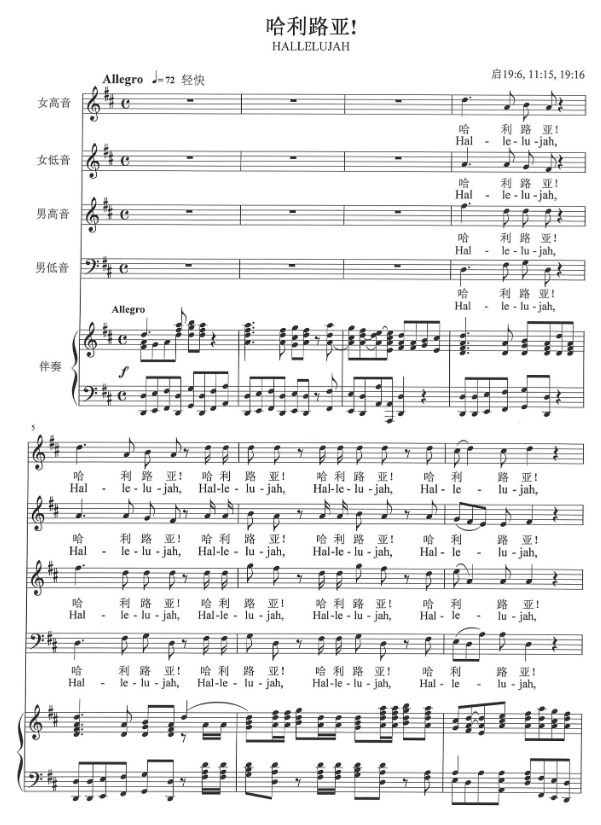 哈利路亚!
HALLELUJAH
启19:6, 11:15, 19:16
Allegro ♩=72 轻快
女高音
哈 利 路 亚!
Hal - le - lu - jah,
女低音
哈 利 路 亚!
Hal - le - lu - jah,
男高音
哈 利 路 亚!
Hal - le - lu - jah,
男低音
哈 利 路 亚!
Hal - le - lu - jah,
Allegro
伴奏
f
5
哈 利 路 亚! 哈 利 路 亚! 哈 利 路 亚! 哈 利 路 亚!
Hal - le - lu - jah, Hal-le-lu - jah, Hal-le-lu - jah, Hal - le - lu - jah,
哈 利 路 亚! 哈 利 路 亚! 哈 利 路 亚! 哈 利 路 亚!
Hal - le - lu - jah, Hal-le-lu - jah, Hal-le-lu - jah, Hal - le - lu - jah,
哈 利 路 亚! 哈 利 路 亚! 哈 利 路 亚! 哈 利 路 亚!
Hal - le - lu - jah, Hal-le-lu - jah, Hal-le-lu - jah, Hal - le - lu - jah,
哈 利 路 亚! 哈 利 路 亚! 哈 利 路 亚! 哈 利 路 亚!
Hal - le - lu - jah, Hal-le-lu - jah, Hal-le-lu - jah, Hal - le - lu - jah,